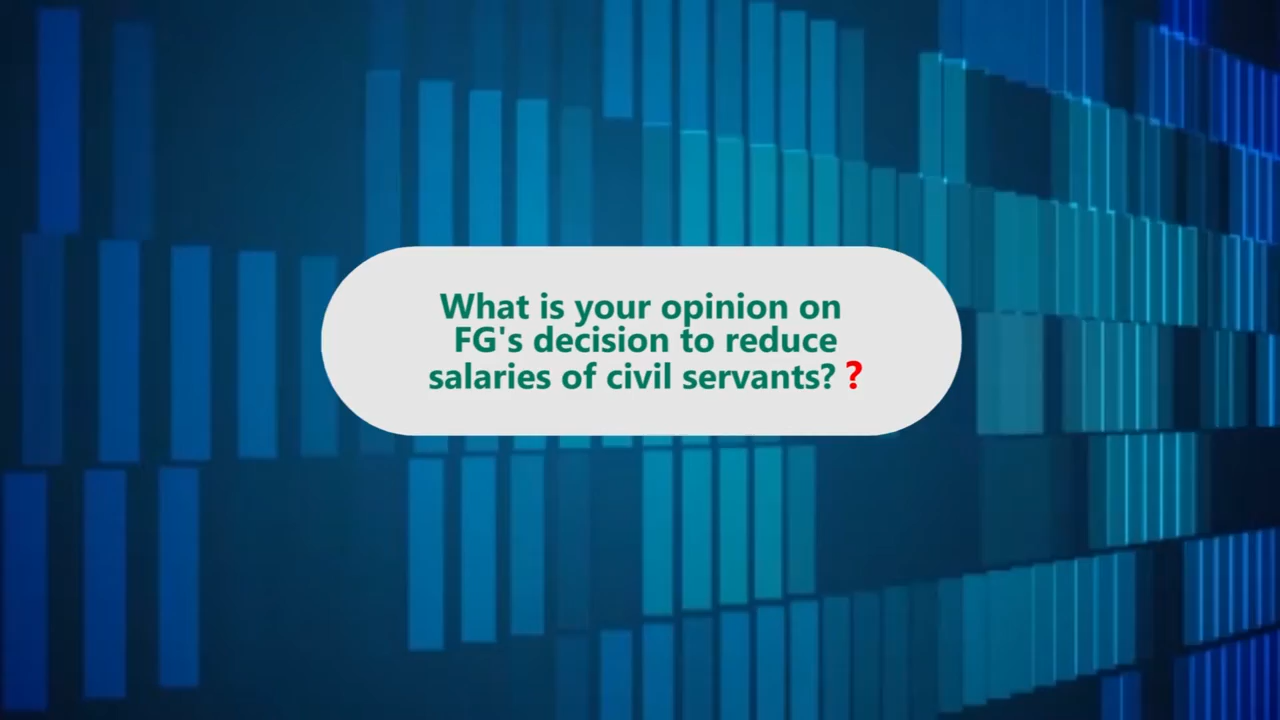 What is your opinion on
FG's decision to reduce
salaries of civil servants? ?